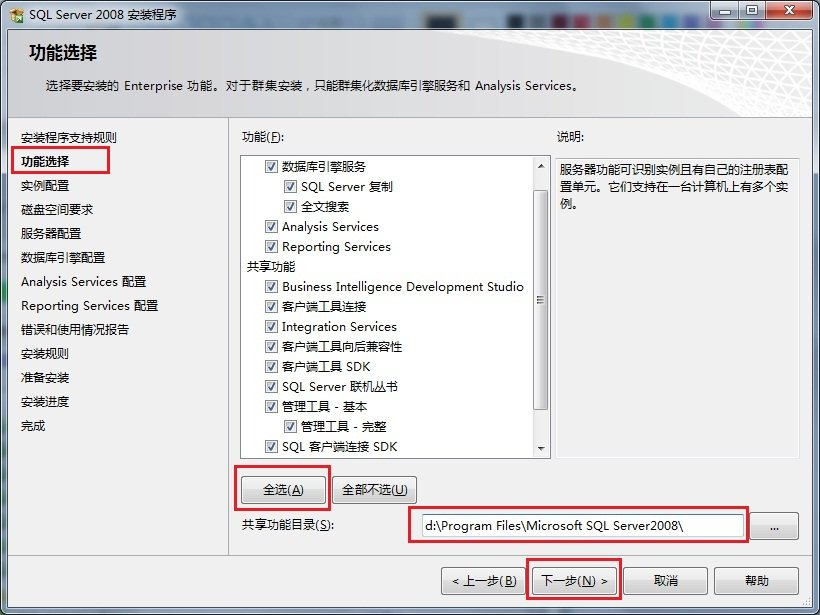 SQL Server 2008 安装程序
功能选择
选择要安装的 Enterprise 功能。对于群集安装，只能群集化数据库引擎服务和 Analysis Services。
安装程序支持规则
功能选择
实例配置
磁盘空间要求
服务器配置
数据库引擎配置
Analysis Services 配置
Reporting Services 配置
错误和使用情况报告
安装规则
准备安装
安装进度
完成
功能(F):
数据库引擎服务
SQL Server 复制
全文搜索
Analysis Services
Reporting Services
共享功能
Business Intelligence Development Studio
客户端工具连接
Integration Services
客户端工具向后兼容性
客户端工具 SDK
SQL Server 联机丛书
管理工具 - 基本
管理工具 - 完整
SQL 客户端连接 SDK
说明:
服务器功能可识别实例且有自己的注册表配
置单元。它们支持在一台计算机上有多个实
例。
全选(A)
全部不选(U)
共享功能目录(S):
d:\Program Files\Microsoft SQL Server2008\
...
< 上一步(B)
下一步(N) >
取消
帮助